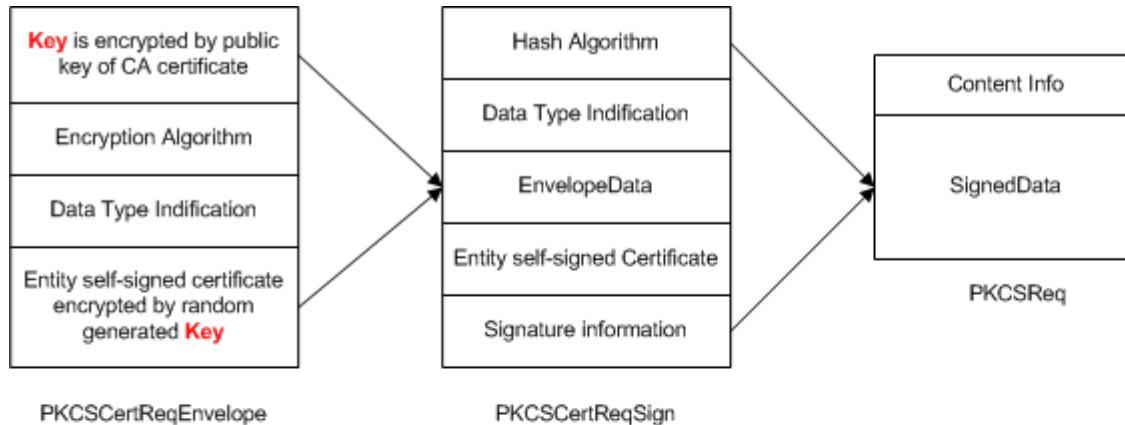 Key is encrypted by public
key of CA certificate
Encryption Algorithm
Data Type Indification
Entity self-signed certificate
encrypted by random
generated Key
PKCSCertReqEnvelope
Hash Algorithm
Data Type Indification
EnvelopeData
Entity self-signed Certificate
Signature information
PKCSCertReqSign
Content Info
SignedData
PKCSReq